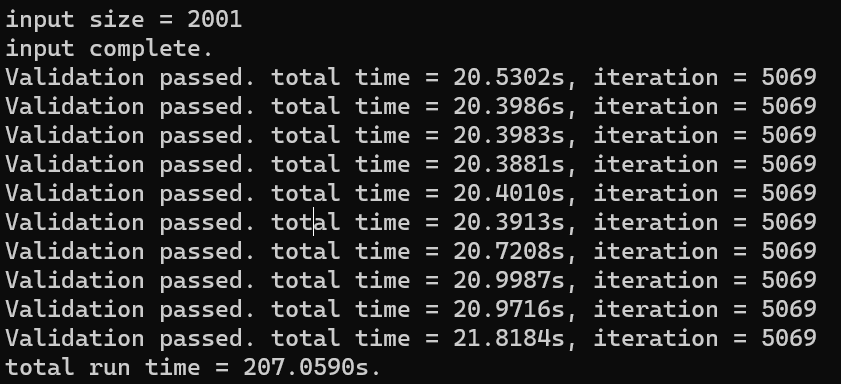 input size = 2001
input complete.
Validation passed. total time = 20.5302s, iteration = 5069
Validation passed. total time = 20.3986s, iteration = 5069
Validation passed. total time = 20.3983s, iteration = 5069
Validation passed. total time = 20.3881s, iteration = 5069
Validation passed. total time = 20.4010s, iteration = 5069
Validation passed. total time = 20.3913s, iteration = 5069
Validation passed. total time = 20.7208s, iteration = 5069
Validation passed. total time = 20.9987s, iteration = 5069
Validation passed. total time = 20.9716s, iteration = 5069
Validation passed. total time = 21.8184s, iteration = 5069
total run time = 207.0590s.